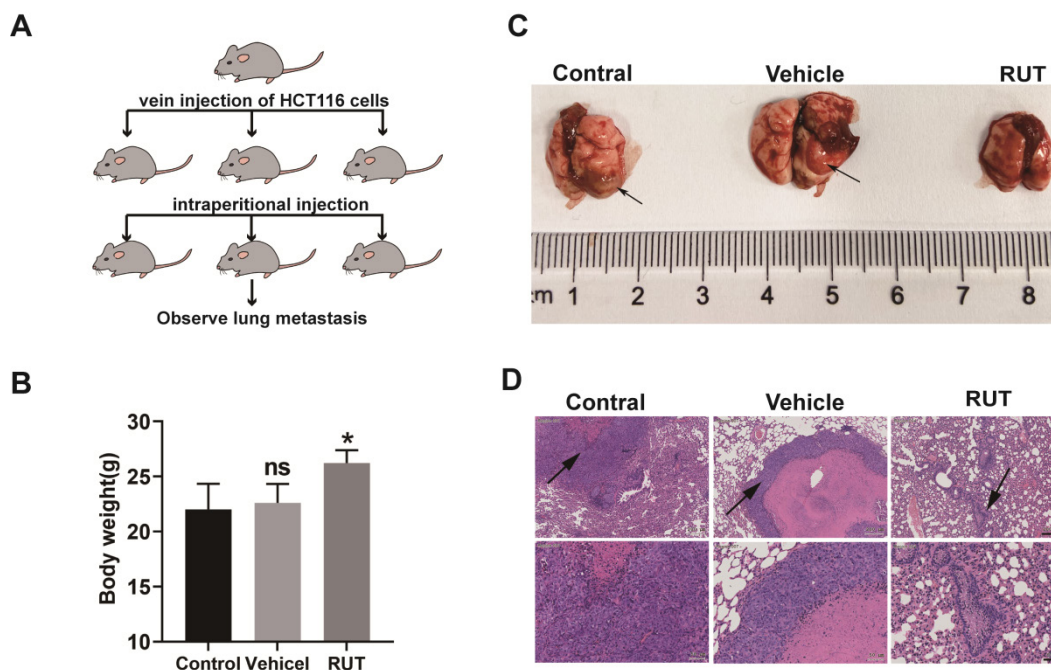 A
vein injection of HCT116 cells
intraperitional injection
Observe lung metastasis
B
Body weight(g)
30
25
20
15
10
ns
*
Control Vehicel RUT
C
Contral Vehicle RUT
cm 1 2 3 4 5 6 7 8
D
Contral Vehicle RUT